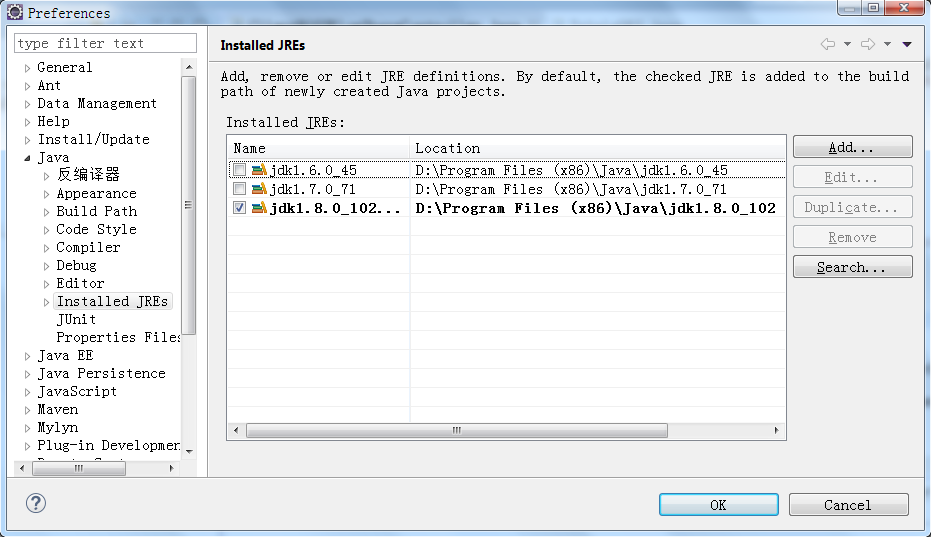 Preferences
type filter text
General
Ant
Data Management
Help
Install/Update
Java
反编译器
Appearance
Build Path
Code Style
Compiler
Debug
Editor
Installed JREs
JUnit
Properties Files
Java EE
Java Persistence
JavaScript
Maven
Mylyn
Plug-in Developmen
Installed JREs
Add, remove or edit JRE definitions. By default, the checked JRE is added to the build
path of newly created Java projects.
Installed JREs:
Name Location
jdk1.6.0_45 D:\Program Files (x86)\Java\jdk1.6.0_45
jdk1.7.0_71 D:\Program Files (x86)\Java\jdk1.7.0_71
jdk1.8.0_102... D:\Program Files (x86)\Java\jdk1.8.0_102
Add...
Edit...
Duplicate...
Remove
Search...
?
OK
Cancel